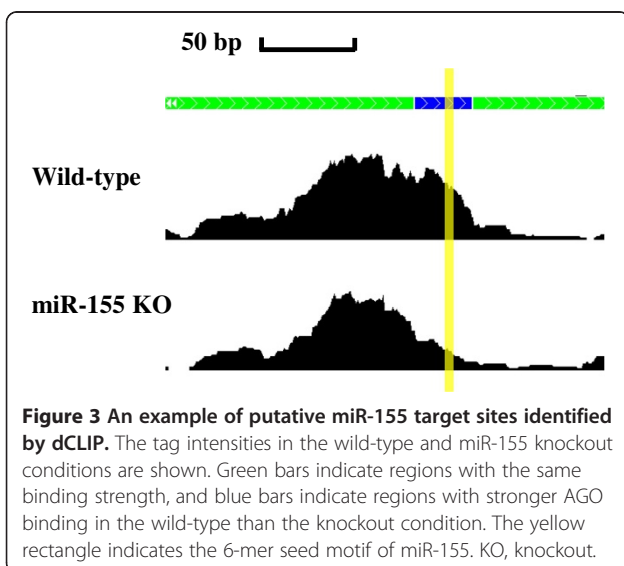 50 bp
Wild-type
miR-155 KO
Figure 3 An example of putative miR-155 target sites identified
by dCLIP. The tag intensities in the wild-type and miR-155 knockout
conditions are shown. Green bars indicate regions with the same
binding strength, and blue bars indicate regions with stronger AGO
binding in the wild-type than the knockout condition. The yellow
rectangle indicates the 6-mer seed motif of miR-155. KO, knockout.